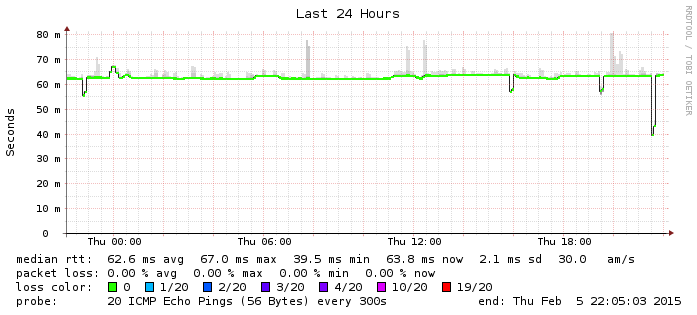 Last 24 Hours
RRDTOOL / TOBI OETIKER
Seconds
80 m
70 m
60 m
50 m
40 m
30 m
20 m
10 m
0
Thu 00:00 Thu 06:00 Thu 12:00 Thu 18:00
median rtt: 62.6 ms avg 67.0 ms max 39.5 ms min 63.8 ms now 2.1 ms sd 30.0 am/s
packet loss: 0.00 % avg 0.00 % max 0.00 % min 0.00 % now
loss color: 0 1/20 2/20 3/20 4/20 10/20 19/20
probe: 20 ICMP Echo Pings (56 Bytes) every 300s end: Thu Feb 5 22:05:03 2015